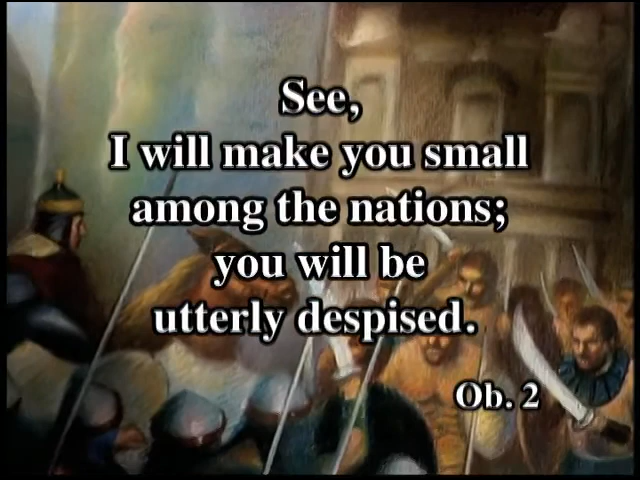 See,
I will make you small
among the nations;
you will be
utterly despised.
Ob. 2